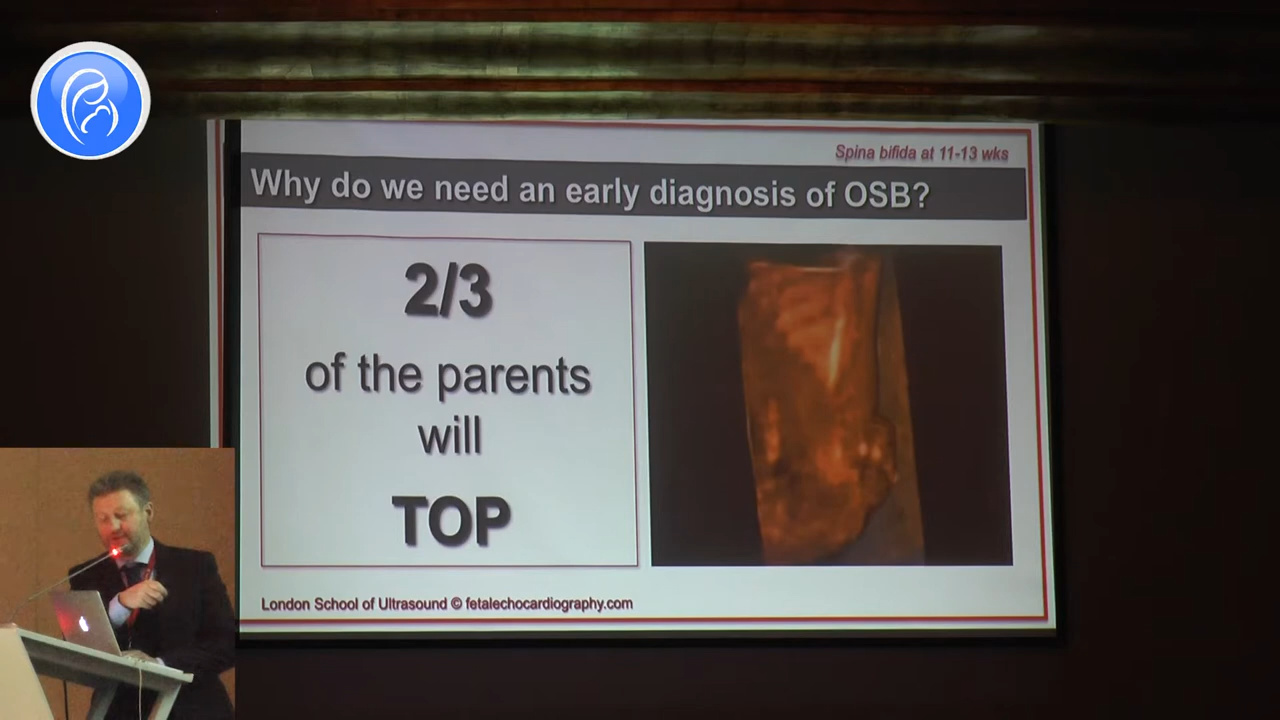 Spina bifida at 11-13 wks
Why do we need an early diagnosis of OSB?
2/3
of the parents
will
TOP
London School of Ultrasound © fetalechocardiography.com